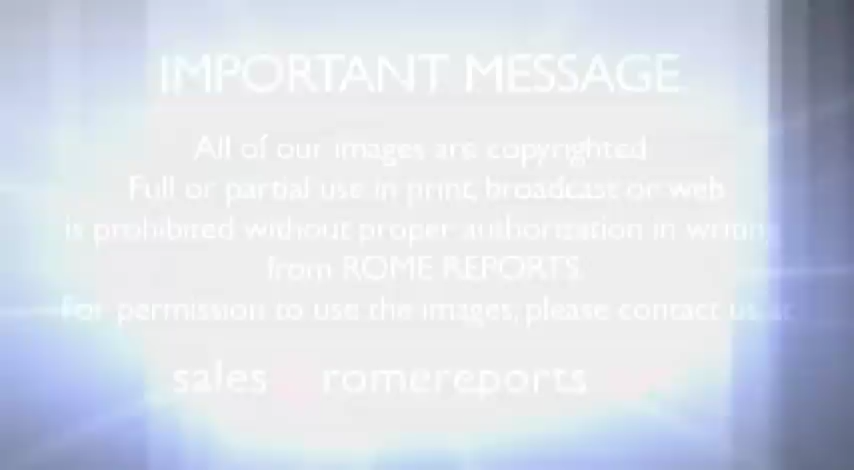 IMPORTANT MESSAGE
All of our images are copyrighted
Full or partial use in print, broadcast or web
is prohibited without proper authorization in writing
from ROME REPORTS.
For permission to use the images, please contact us at
sales romereports